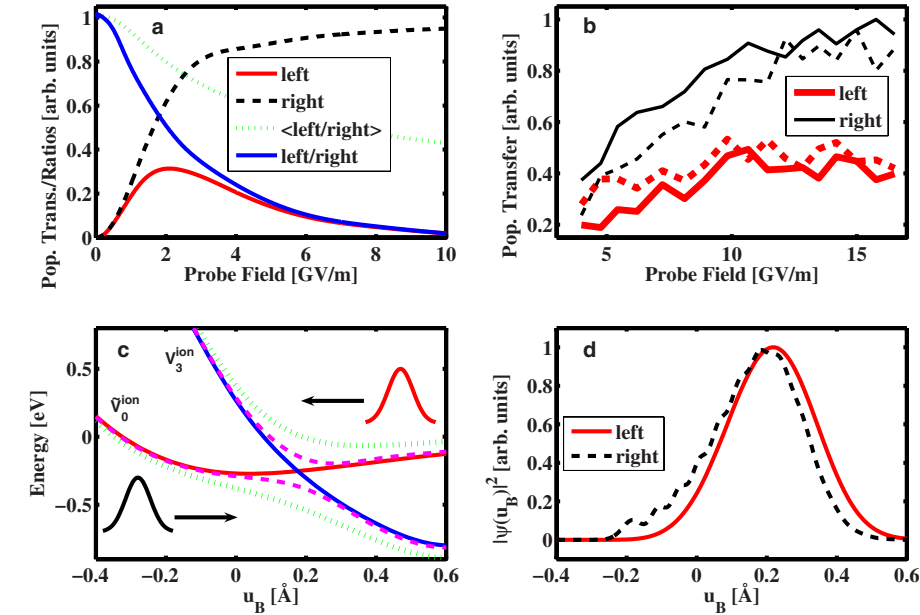 a
Pop. Trans./Ratios [arb. units]
1
0.8
0.6
0.4
0.2
0
left
right
<left/right>
left/right
0 2 4 6 8 10
Probe Field [GV/m]
b
Pop. Transfer [arb. units]
1
0.8
0.6
0.4
0.2
left
right
5 10 15
Probe Field [GV/m]
c
Energy [eV]
0.5
0
−0.5
V₃ⁱᵒⁿ
Ṽ₀ⁱᵒⁿ
−0.4 −0.2 0 0.2 0.4 0.6
u_B [Å]
d
|ψ(u_B)|² [arb. units]
1
0.8
0.6
0.4
0.2
0
left
right
−0.4 −0.2 0 0.2 0.4 0.6
u_B [Å]